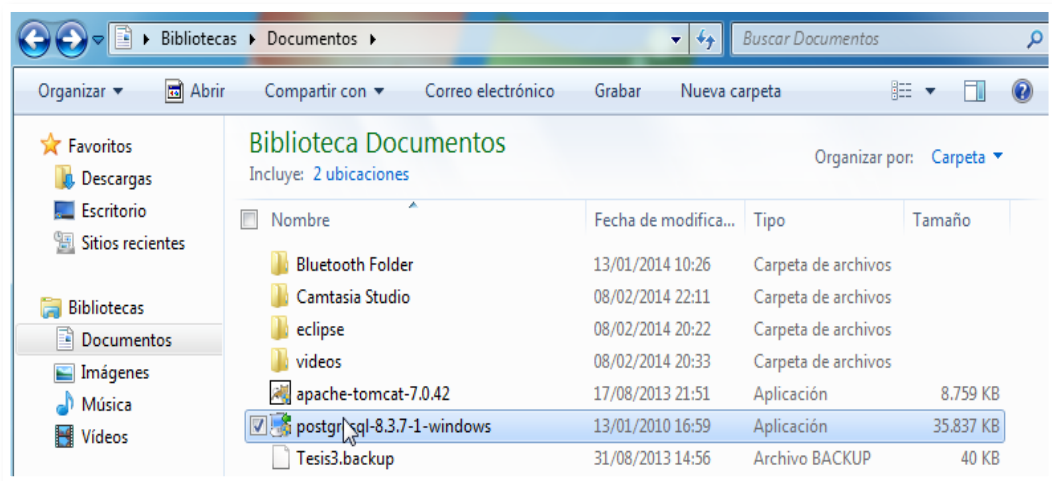 Bibliotecas Documentos Buscar Documentos
Organizar Abrir Compartir con Correo electrónico Grabar Nueva carpeta
Favoritos
Descargas
Escritorio
Sitios recientes
Bibliotecas
Documentos
Imágenes
Música
Vídeos
Biblioteca Documentos
Incluye: 2 ubicaciones
Organizar por: Carpeta
Nombre Fecha de modifica... Tipo Tamaño
Bluetooth Folder 13/01/2014 10:26 Carpeta de archivos
Camtasia Studio 08/02/2014 22:11 Carpeta de archivos
eclipse 08/02/2014 20:22 Carpeta de archivos
videos 08/02/2014 20:33 Carpeta de archivos
apache-tomcat-7.0.42 17/08/2013 21:51 Aplicación 8.759 KB
postgresql-8.3.7-1-windows 13/01/2010 16:59 Aplicación 35.837 KB
Tesis3.backup 31/08/2013 14:56 Archivo BACKUP 40 KB